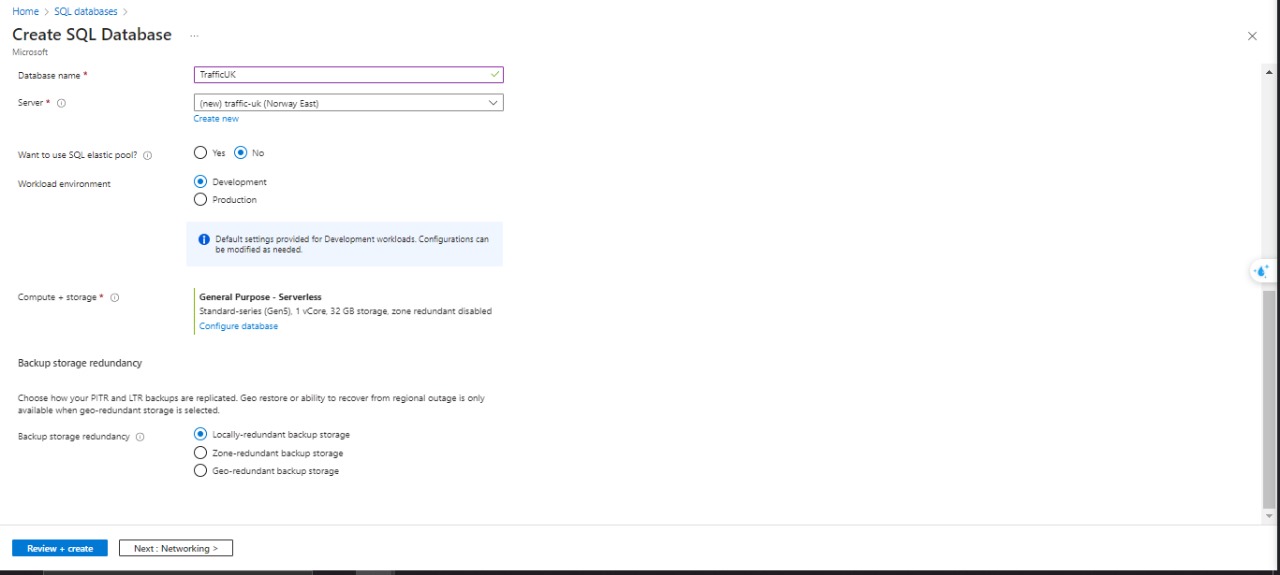 Home > SQL databases >
Create SQL Database ...
Microsoft
Database name * TrafficUK
Server * (new) traffic-uk (Norway East)
Create new
Want to use SQL elastic pool? Yes No
Workload environment Development
Production
Default settings provided for Development workloads. Configurations can
be modified as needed.
Compute + storage * General Purpose - Serverless
Standard-series (Gen5), 1 vCore, 32 GB storage, zone redundant disabled
Configure database
Backup storage redundancy
Choose how your PITR and LTR backups are replicated. Geo restore or ability to recover from regional outage is only
available when geo-redundant storage is selected.
Backup storage redundancy Locally-redundant backup storage
Zone-redundant backup storage
Geo-redundant backup storage
Review + create Next : Networking >